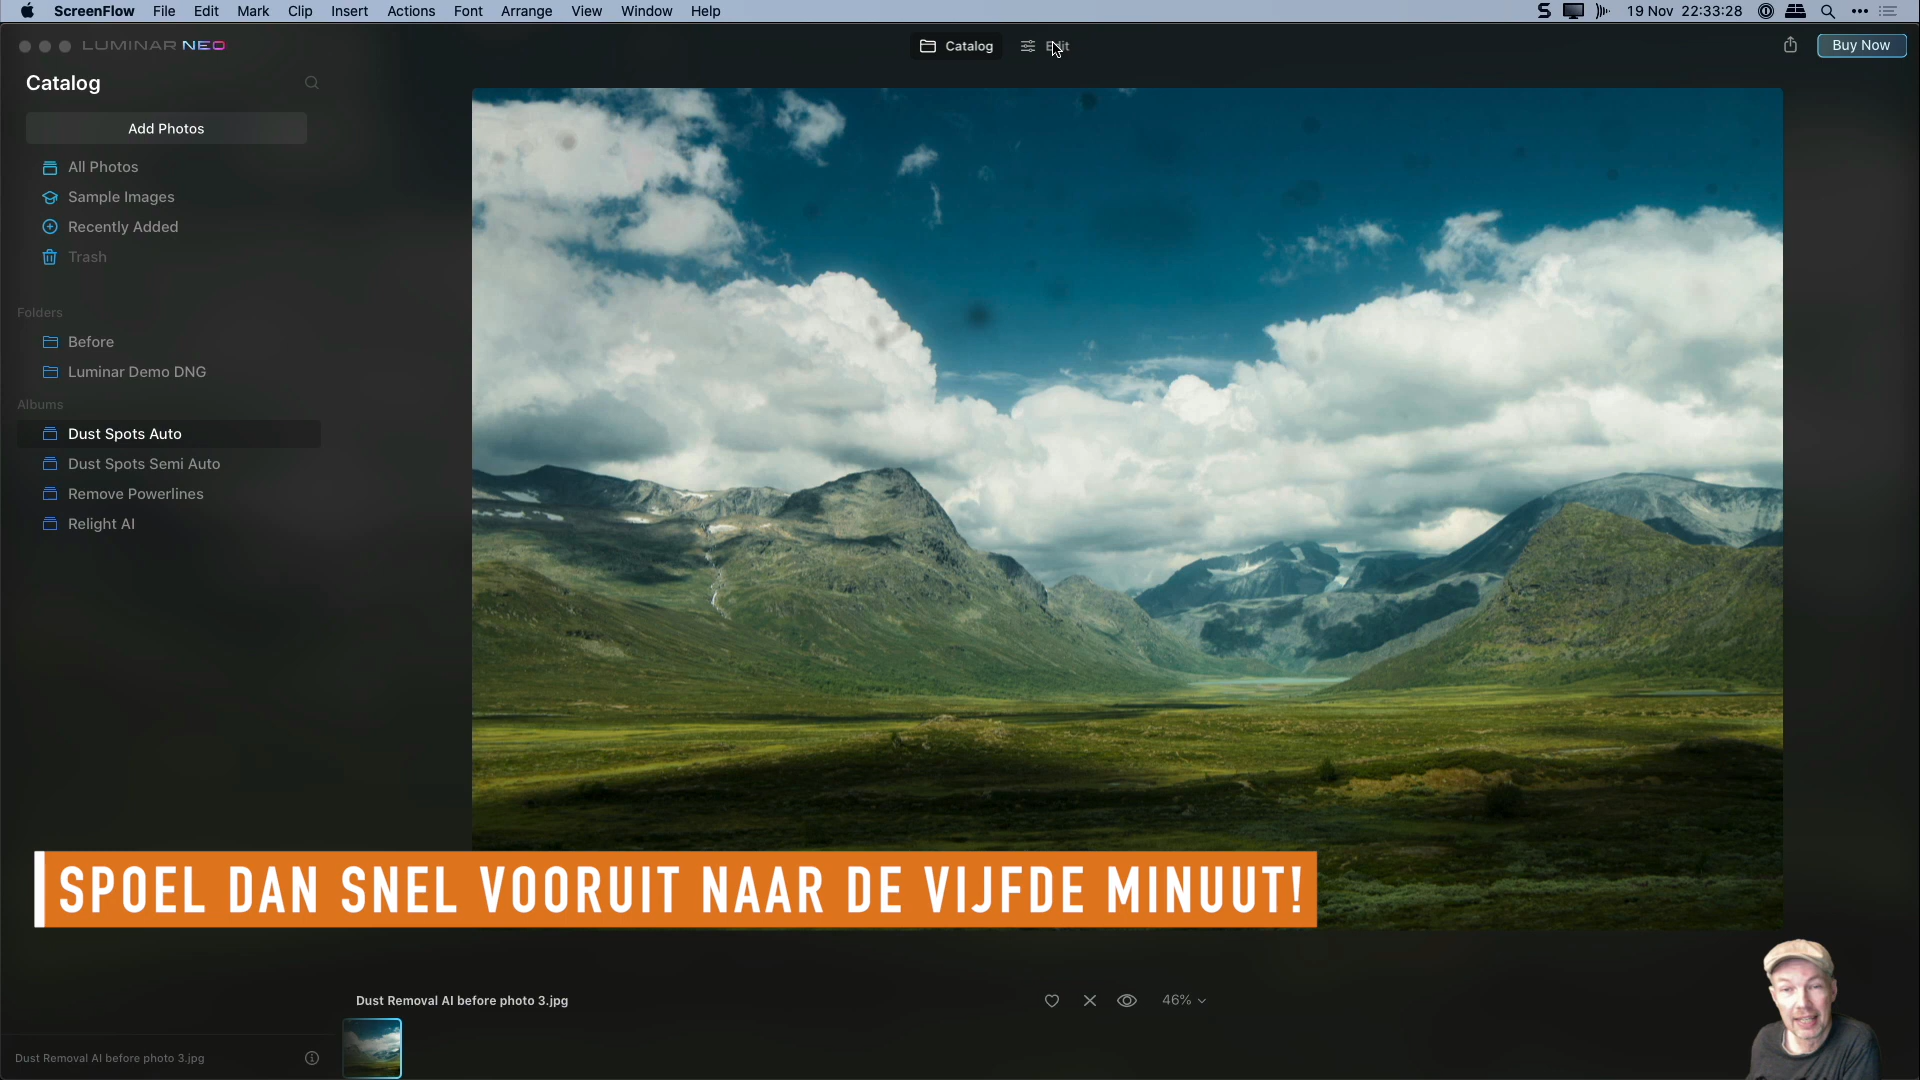 ScreenFlow File Edit Mark Clip Insert Actions Font Arrange View Window Help 19 Nov 22:33:28
LUMINAR NEO Catalog Edit Buy Now
Catalog
Add Photos
All Photos
Sample Images
Recently Added
Trash
Folders
Before
Luminar Demo DNG
Albums
Dust Spots Auto
Dust Spots Semi Auto
Remove Powerlines
Relight AI
SPOEL DAN SNEL VOORUIT NAAR DE VIJFDE MINUUT!
Dust Removal AI before photo 3.jpg 46%
Dust Removal AI before photo 3.jpg